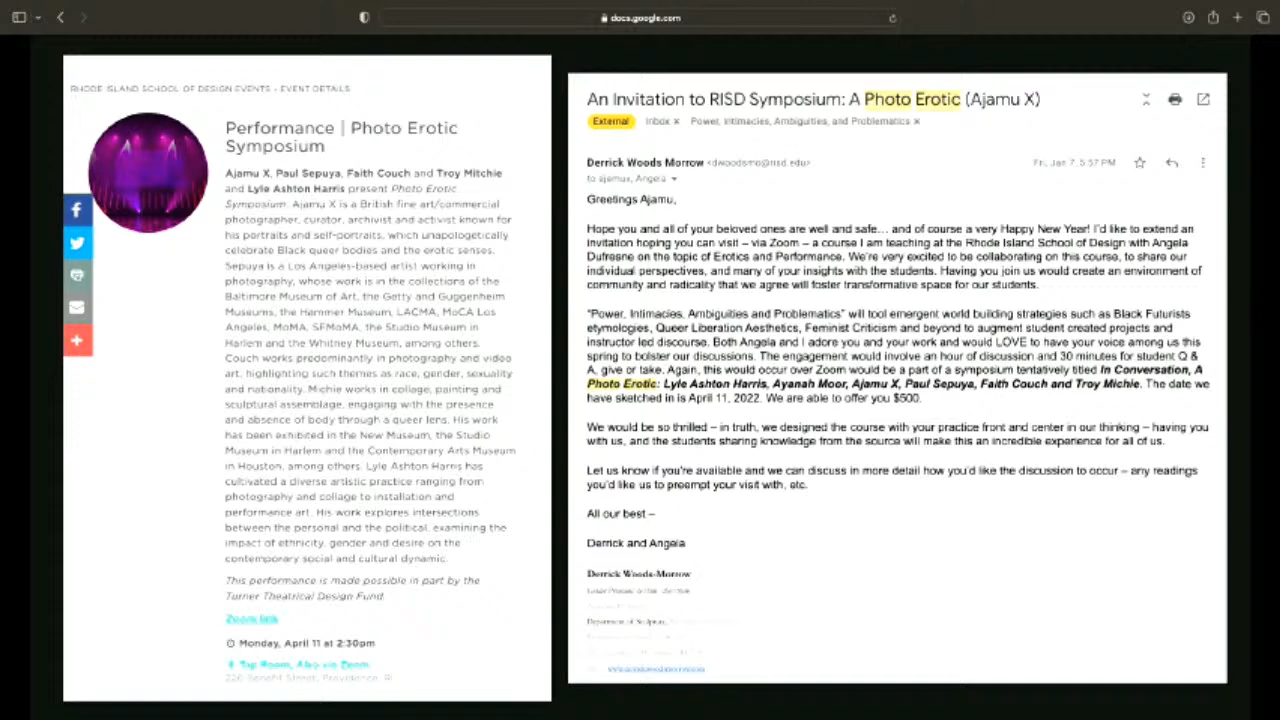 docs.google.com
RHODE ISLAND SCHOOL OF DESIGN EVENTS - EVENT DETAILS
Performance | Photo Erotic
Symposium
Ajamu X, Paul Sepuya, Faith Couch and Troy Mitchie
and Lyle Ashton Harris present Photo Erotic
Symposium. Ajamu X is a British fine art/commercial
photographer, curator, archivist and activist known for
his portraits and self-portraits, which unapologetically
celebrate Black queer bodies and the erotic senses.
Sepuya is a Los Angeles-based artist working in
photography, whose work is in the collections of the
Baltimore Museum of Art, the Getty and Guggenheim
Museums, the Hammer Museum, LACMA, MoCA Los
Angeles, MoMA, SFMoMA, the Studio Museum in
Harlem and the Whitney Museum, among others.
Couch works predominantly in photography and video
art, highlighting such themes as race, gender, sexuality
and nationality. Michie works in collage, painting and
sculptural assemblage, engaging with the presence
and absence of body through a queer lens. His work
has been exhibited in the New Museum, the Studio
Museum in Harlem and the Contemporary Arts Museum
in Houston, among others. Lyle Ashton Harris has
cultivated a diverse artistic practice ranging from
photography and collage to installation and
performance art. His work explores intersections
between the personal and the political, examining the
impact of ethnicity, gender and desire on the
contemporary social and cultural dynamic.
This performance is made possible in part by the
Turner Theatrical Design Fund.
Zoom link
Monday, April 11 at 2:30pm
Tap Room, Also via Zoom
226 Benefit Street, Providence, RI
An Invitation to RISD Symposium: A Photo Erotic (Ajamu X)
External Inbox x Power, Intimacies, Ambiguities, and Problematics x
Derrick Woods Morrow <dwoodsmo@risd.edu> Fri, Jan 7, 5:57 PM
to ajamux, Angela
Greetings Ajamu,
Hope you and all of your beloved ones are well and safe... and of course a very Happy New Year! I'd like to extend an
invitation hoping you can visit – via Zoom – a course I am teaching at the Rhode Island School of Design with Angela
Dufresne on the topic of Erotics and Performance. We're very excited to be collaborating on this course, to share our
individual perspectives, and many of your insights with the students. Having you join us would create an environment of
community and radicality that we agree will foster transformative space for our students.
"Power, Intimacies, Ambiguities and Problematics" will tool emergent world building strategies such as Black Futurists
etymologies, Queer Liberation Aesthetics, Feminist Criticism and beyond to augment student created projects and
instructor led discourse. Both Angela and I adore you and your work and would LOVE to have your voice among us this
spring to bolster our discussions. The engagement would involve an hour of discussion and 30 minutes for student Q &
A, give or take. Again, this would occur over Zoom would be a part of a symposium tentatively titled In Conversation, A
Photo Erotic: Lyle Ashton Harris, Ayanah Moor, Ajamu X, Paul Sepuya, Faith Couch and Troy Michie. The date we
have sketched in is April 11, 2022. We are able to offer you $500.
We would be so thrilled – in truth, we designed the course with your practice front and center in our thinking – having you
with us, and the students sharing knowledge from the source will make this an incredible experience for all of us.
Let us know if you're available and we can discuss in more detail how you'd like the discussion to occur – any readings
you'd like us to preempt your visit with, etc.
All our best –
Derrick and Angela
Derrick Woods-Morrow
Department of Sculpture,